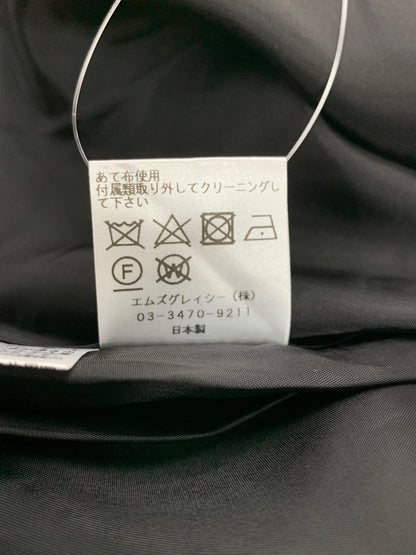 あて布使用
付属類取り外してクリーニングし
て下さい
F W
エムズグレイシー(株)
03-3470-9211
日本製